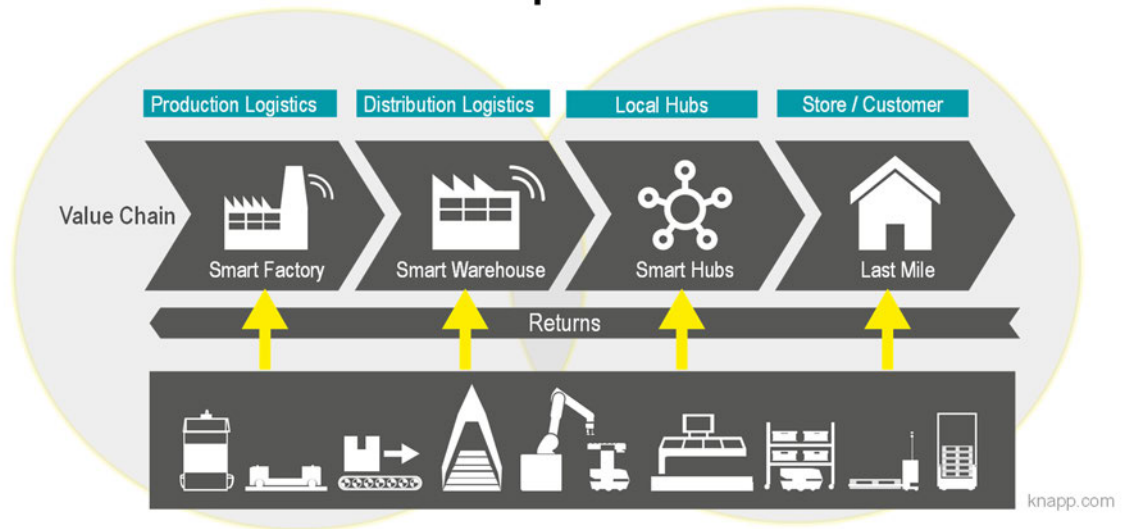 Production Logistics
Distribution Logistics
Local Hubs
Store / Customer
Value Chain
Smart Factory
Smart Warehouse
Smart Hubs
Last Mile
Returns
knapp.com